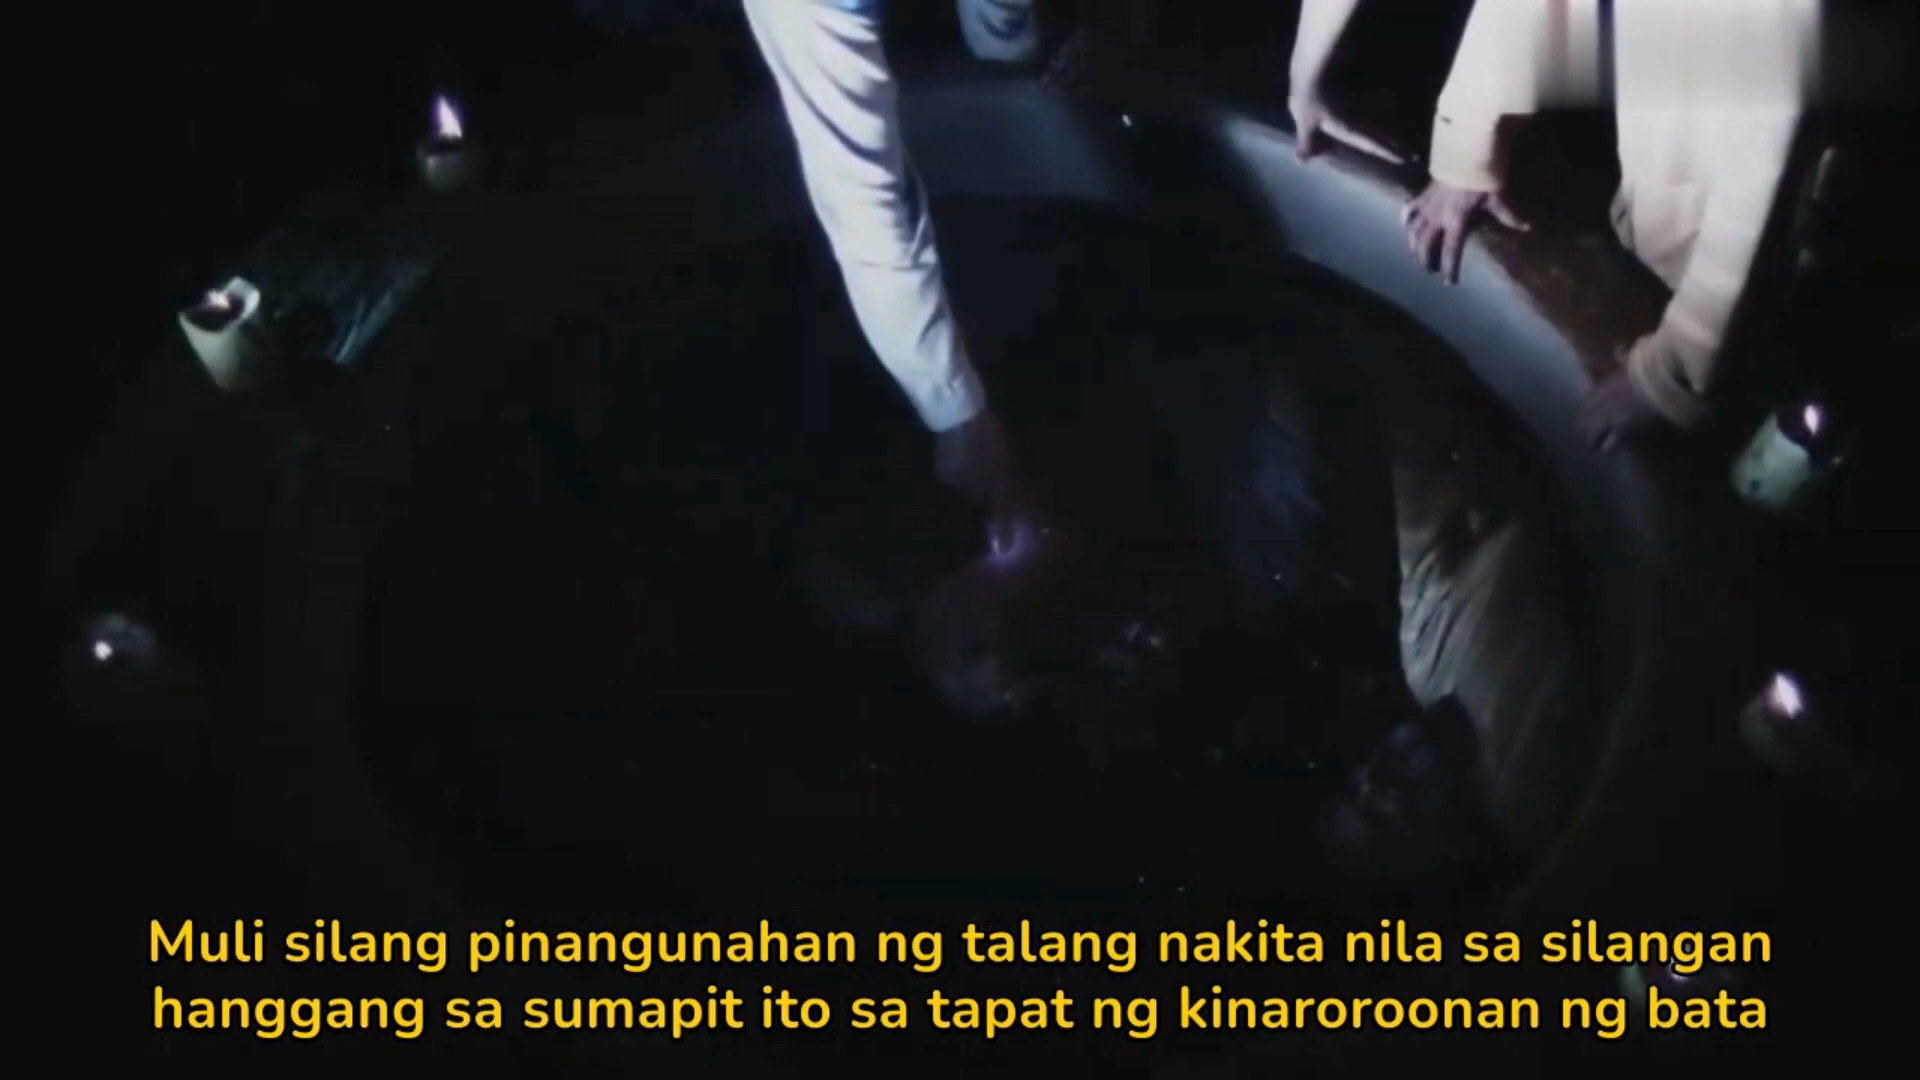 Muli silang pinangunahan ng talang nakita nila sa silangan
hanggang sa sumapit ito sa tapat ng kinaroroonan ng bata